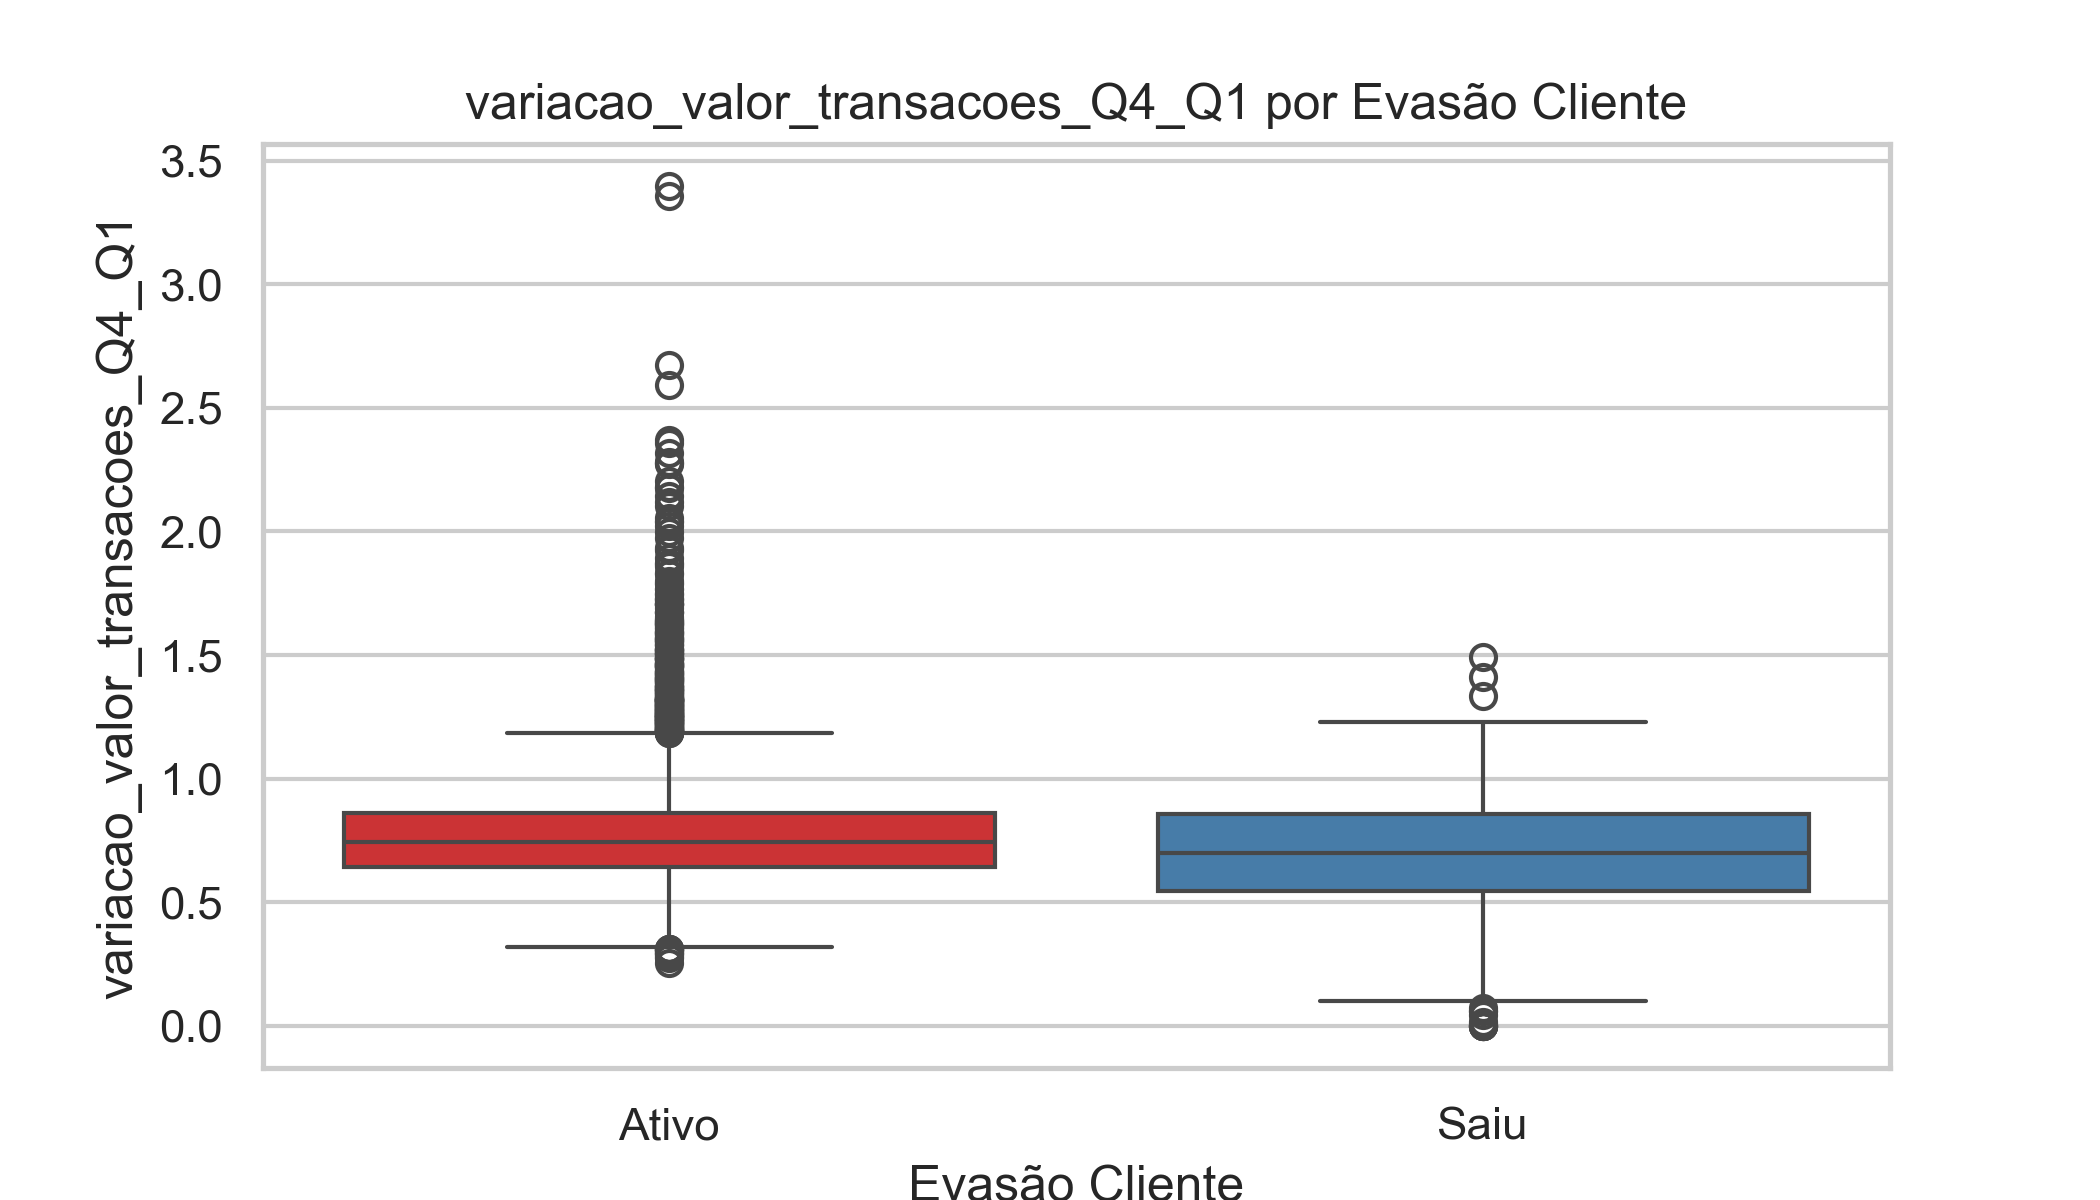 variacao_valor_transacoes_Q4_Q1 por Evasão Cliente
variacao_valor_transacoes_Q4_Q1
3.5
3.0
2.5
2.0
1.5
1.0
0.5
0.0
Ativo
Saiu
Evasão Cliente